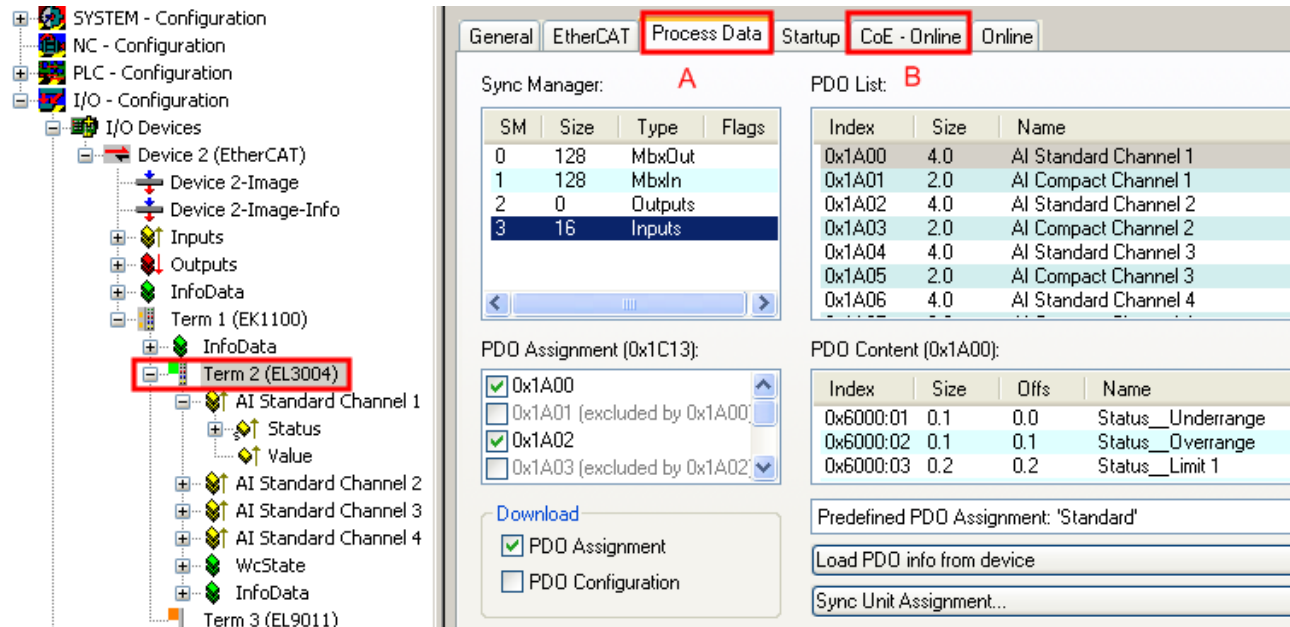 SYSTEM - Configuration
NC - Configuration
PLC - Configuration
I/O - Configuration
I/O Devices
Device 2 (EtherCAT)
Device 2-Image
Device 2-Image-Info
Inputs
Outputs
InfoData
Term 1 (EK1100)
InfoData
Term 2 (EL3004)
AI Standard Channel 1
Status
Value
AI Standard Channel 2
AI Standard Channel 3
AI Standard Channel 4
WcState
InfoData
Term 3 (EL9011)
General EtherCAT Process Data Startup CoE - Online Online
A B
Sync Manager:
SM Size Type Flags
0 128 MbxOut
1 128 MbxIn
2 0 Outputs
3 16 Inputs
PDO List:
Index Size Name
0x1A00 4.0 AI Standard Channel 1
0x1A01 2.0 AI Compact Channel 1
0x1A02 4.0 AI Standard Channel 2
0x1A03 2.0 AI Compact Channel 2
0x1A04 4.0 AI Standard Channel 3
0x1A05 2.0 AI Compact Channel 3
0x1A06 4.0 AI Standard Channel 4
PDO Assignment (0x1C13):
0x1A00
0x1A01 (excluded by 0x1A00)
0x1A02
0x1A03 (excluded by 0x1A02)
PDO Content (0x1A00):
Index Size Offs Name
0x6000:01 0.1 0.0 Status__Underrange
0x6000:02 0.1 0.1 Status__Overrange
0x6000:03 0.2 0.2 Status__Limit 1
Download
PDO Assignment
PDO Configuration
Predefined PDO Assignment: 'Standard'
Load PDO info from device
Sync Unit Assignment...